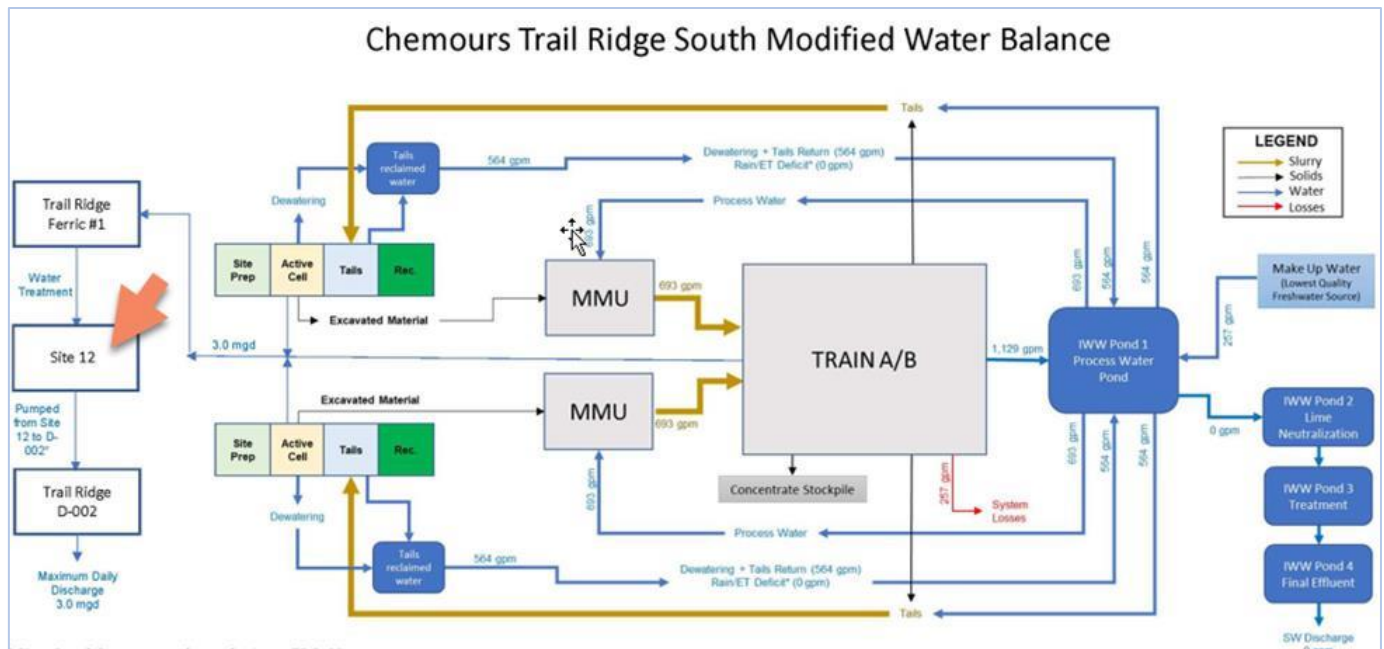 Chemours Trail Ridge South Modified Water Balance
Tails
LEGEND
Slurry
Solids
Water
Losses
Tails
reclaimed
water
564 gpm
Dewatering + Tails Return (564 gpm)
Rain/ET Deficit* (0 gpm)
Dewatering
Process Water
693 gpm
693 gpm
564 gpm
564 gpm
Trail Ridge
Ferric #1
Water
Treatment
Site
Prep
Active
Cell
Tails
Rec.
MMU
693 gpm
Excavated Material
Make Up Water
(Lowest Quality
Freshwater Source)
257 gpm
Site 12
3.0 mgd
TRAIN A/B
1,129 gpm
IWW Pond 1
Process Water
Pond
0 gpm
Excavated Material
MMU
693 gpm
Pumped
from Site
12 to D-
002"
Site
Prep
Active
Cell
Tails
Rec.
IWW Pond 2
Lime
Neutralization
693 gpm
564 gpm
564 gpm
693 gpm
Concentrate Stockpile
257 gpm
System
Losses
Trail Ridge
D-002
IWW Pond 3
Treatment
Dewatering
Process Water
Tails
reclaimed
water
564 gpm
Dewatering + Tails Return (564 gpm)
Rain/ET Deficit* (0 gpm)
IWW Pond 4
Final Effluent
Maximum Daily
Discharge
3.0 mgd
Tails
SW Discharge